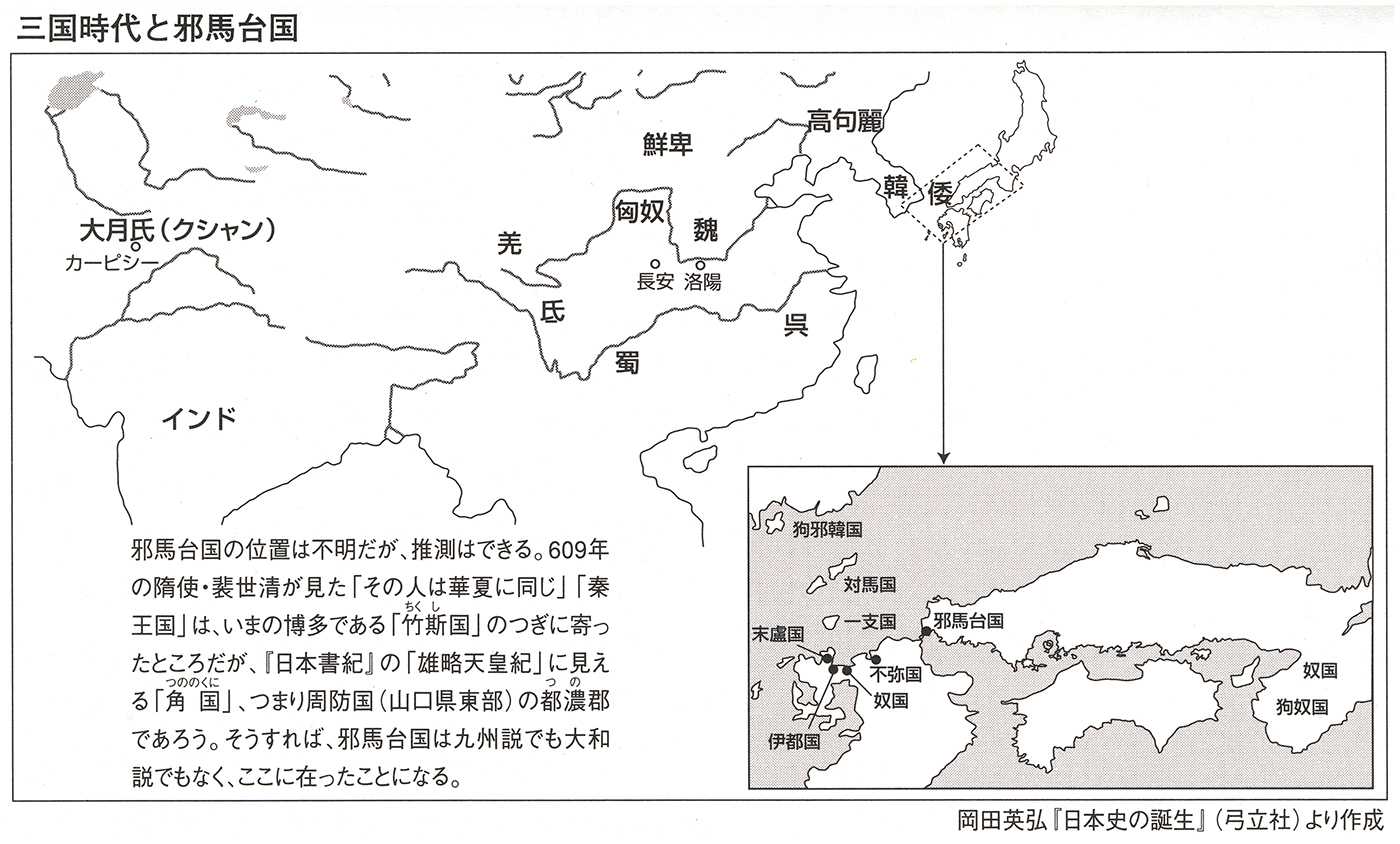 三国時代と邪馬台国
高句麗
鮮卑
韓
倭
匈奴
魏
大月氏（クシャン）
カーピシー
羌
長安
洛陽
氐
呉
蜀
インド
狗邪韓国
対馬国
一支国
邪馬台国
末盧国
不弥国
奴国
伊都国
奴国
狗奴国
邪馬台国の位置は不明だが、推測はできる。609年
の隋使・裴世清が見た「その人は華夏に同じ」「秦
ちくし
王国」は、いまの博多である「竹斯国」のつぎに寄っ
たところだが、『日本書紀』の「雄略天皇紀」に見え
つののくに
つの
る「角国」、つまり周防国（山口県東部）の都濃郡
であろう。そうすれば、邪馬台国は九州説でも大和
説でもなく、ここに在ったことになる。
岡田英弘『日本史の誕生』（弓立社）より作成